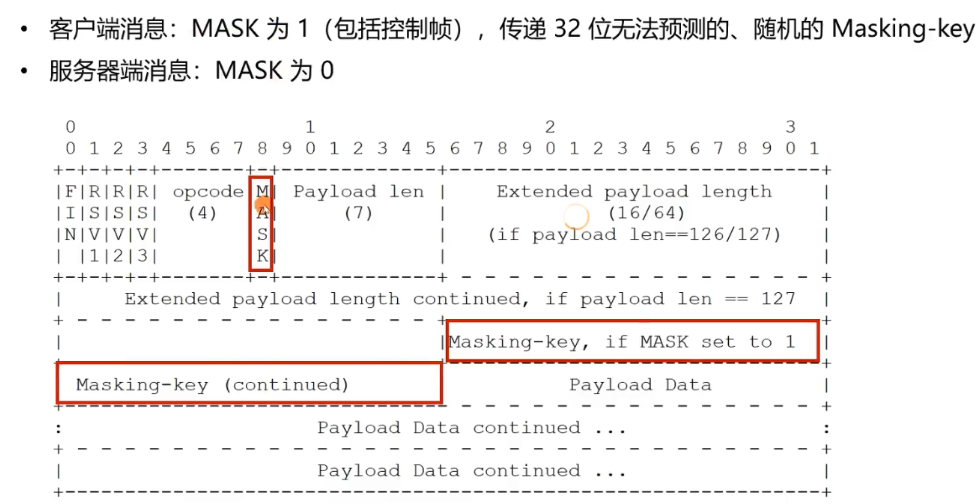 • 客户端消息：MASK 为 1（包括控制帧），传递 32 位无法预测的、随机的 Masking-key
• 服务器端消息：MASK 为 0
 0                   1                   2                   3
 0 1 2 3 4 5 6 7 8 9 0 1 2 3 4 5 6 7 8 9 0 1 2 3 4 5 6 7 8 9 0 1
+-+-+-+-+-------+-+-------------+-------------------------------+
|F|R|R|R| opcode|M| Payload len |    Extended payload length    |
|I|S|S|S|  (4)  |A|     (7)     |             (16/64)           |
|N|V|V|V|       |S|             |   (if payload len==126/127)   |
| |1|2|3|       |K|             |                               |
+-+-+-+-+-------+-+-------------+ - - - - - - - - - - - - - - - +
|     Extended payload length continued, if payload len == 127  |
+ - - - - - - - - - - - - - - - +-------------------------------+
|                               |Masking-key, if MASK set to 1  |
+-------------------------------+-------------------------------+
| Masking-key (continued)       |          Payload Data         |
+-------------------------------- - - - - - - - - - - - - - - - +
:                     Payload Data continued ...                :
+ - - - - - - - - - - - - - - - - - - - - - - - - - - - - - - - +
|                     Payload Data continued ...                |
+---------------------------------------------------------------+